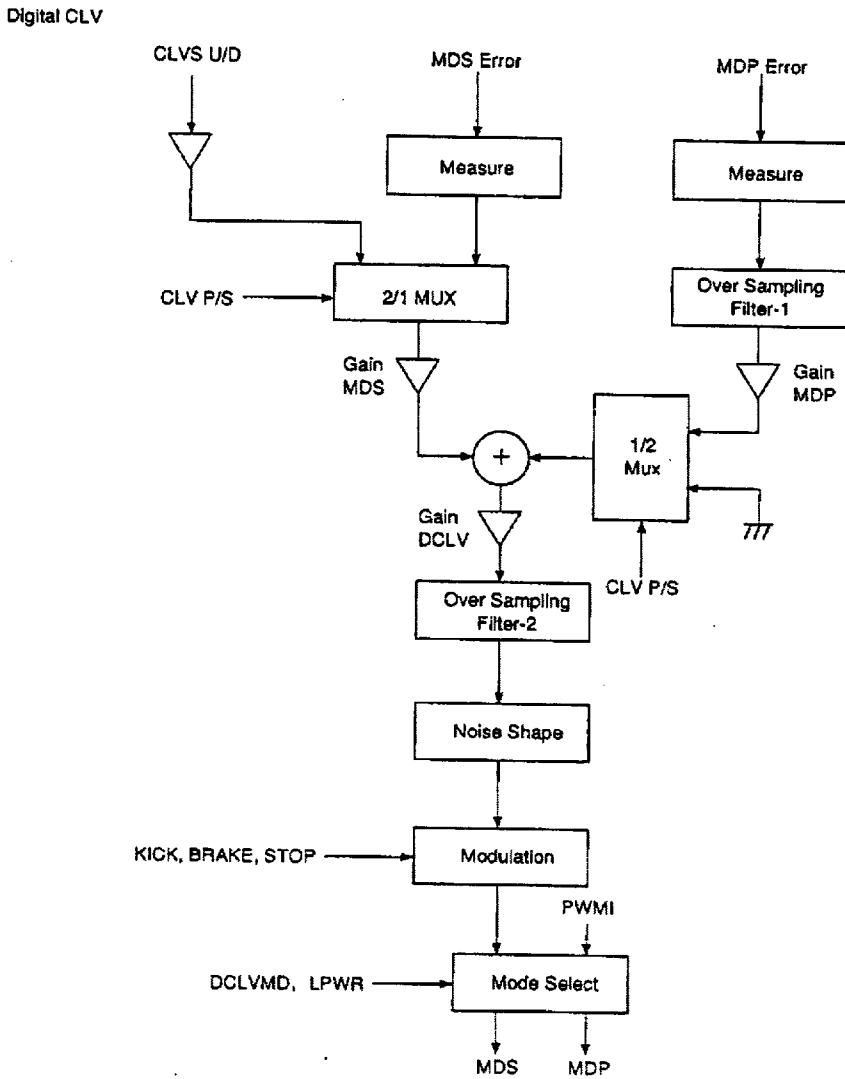 Digital CLV
CLVS U/D
MDS Error
MDP Error
Measure
Measure
CLV P/S
2/1 MUX
Over Sampling
Filter-1
Gain
MDS
Gain
MDP
1/2
Mux
+
Gain
DCLV
CLV P/S
Over Sampling
Filter-2
Noise Shape
KICK, BRAKE, STOP
Modulation
PWMI
DCLVMD, LPWR
Mode Select
MDS
MDP